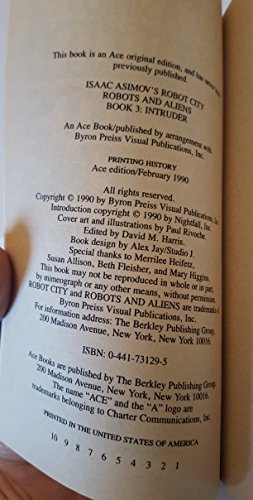 This book is an Ace original edition, and has never been
previously published.
ISAAC ASIMOV'S ROBOT CITY
ROBOTS AND ALIENS
BOOK 3: INTRUDER
An Ace Book/published by arrangement with
Byron Preiss Visual Publications, Inc.
PRINTING HISTORY
Ace edition/February 1990
All rights reserved.
Copyright © 1990 by Byron Preiss Visual Publications, Inc.
Introduction copyright © 1990 by Nightfall, Inc.
Cover art and illustrations by Paul Rivoche.
Edited by David M. Harris.
Book design by Alex Jay/Studio J.
Special thanks to Merrilee Heifetz,
Susan Allison, Beth Fleisher, and Mary Higgins.
This book may not be reproduced in whole or in part,
by mimeograph or any other means, without permission.
ROBOT CITY and ROBOTS AND ALIENS are trademarks of
Byron Preiss Visual Publications, Inc.
For information address: The Berkley Publishing Group,
200 Madison Avenue, New York, New York 10016.
ISBN: 0-441-73129-5
Ace Books are published by The Berkley Publishing Group,
200 Madison Avenue, New York, New York 10016.
The name "ACE" and the "A" logo are
trademarks belonging to Charter Communications, Inc.
PRINTED IN THE UNITED STATES OF AMERICA
10 9 8 7 6 5 4 3 2 1